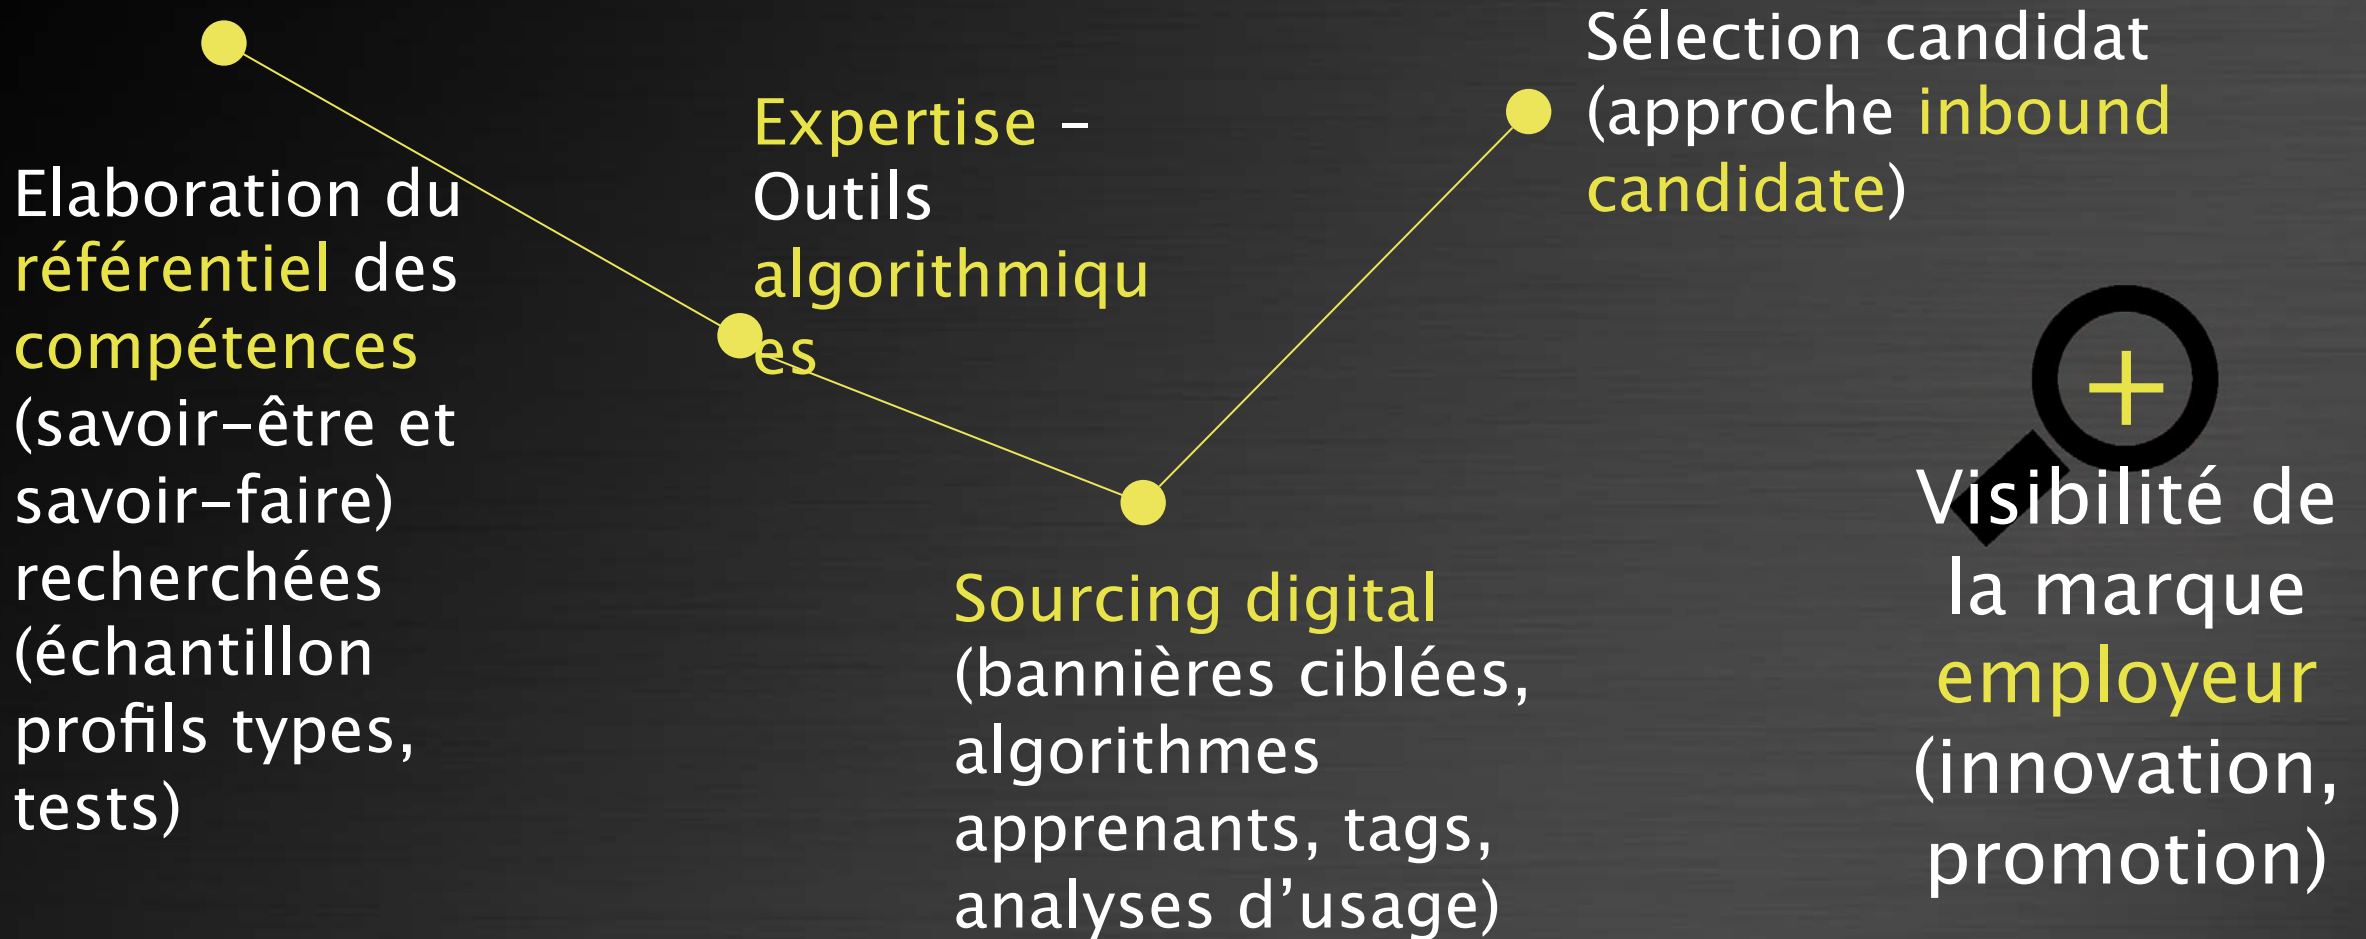 Elaboration du
référentiel des
compétences
(savoir-être et
savoir-faire)
recherchées
(échantillon
profils types,
tests)
Expertise –
Outils
algorithmiqu
es
Sourcing digital
(bannières ciblées,
algorithmes
apprenants, tags,
analyses d’usage)
Sélection candidat
(approche inbound
candidate)
+
Visibilité de
la marque
employeur
(innovation,
promotion)